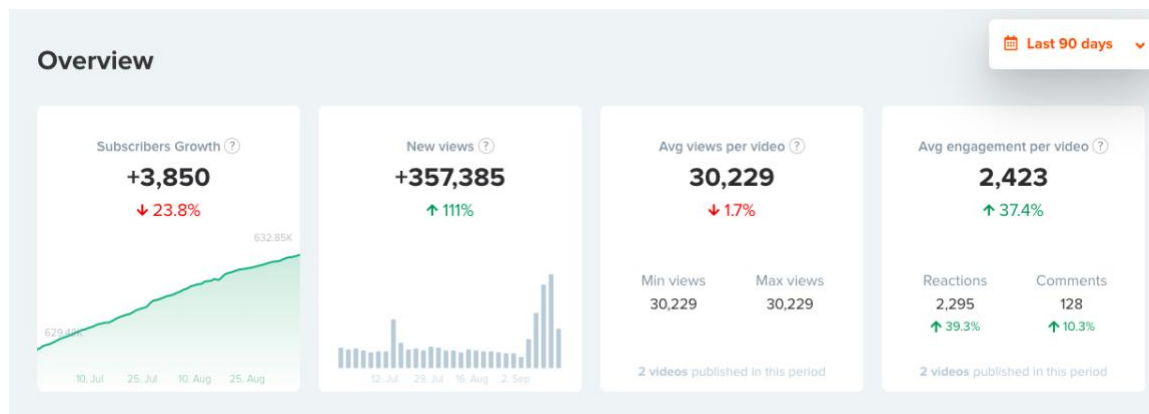 Overview
Last 90 days
Subscribers Growth ?
+3,850
↓ 23.8%
632.85K
629.49K
10. Jul 25. Jul 10. Aug 25. Aug
New views ?
+357,385
↑ 111%
12. Jul 29. Jul 16. Aug 2. Sep
Avg views per video ?
30,229
↓ 1.7%
Min views Max views
30,229 30,229
2 videos published in this period
Avg engagement per video ?
2,423
↑ 37.4%
Reactions Comments
2,295 128
↑ 39.3% ↑ 10.3%
2 videos published in this period